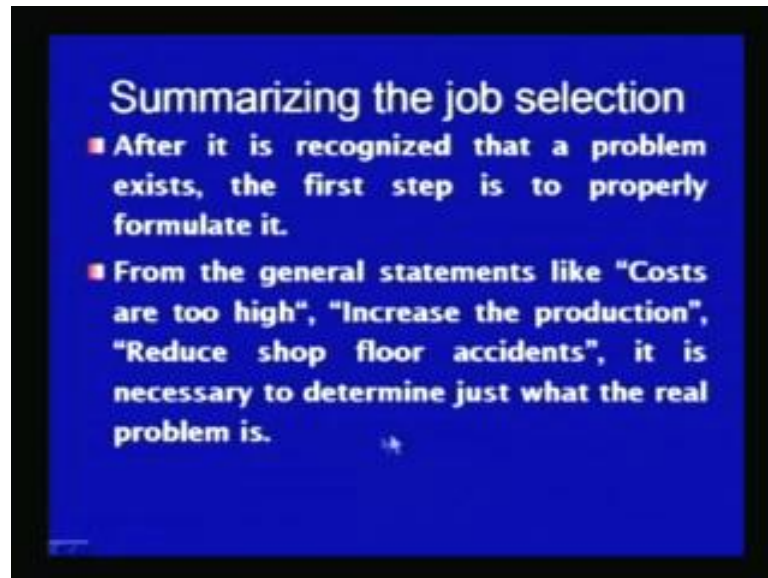 Summarizing the job selection
After it is recognized that a problem
exists, the first step is to properly
formulate it.
From the general statements like “Costs
are too high“, “Increase the production”,
“Reduce shop floor accidents”, it is
necessary to determine just what the real
problem is.